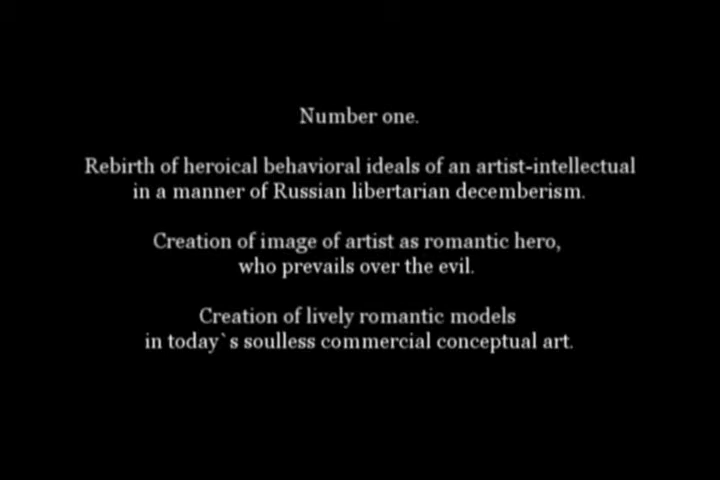 Number one.
Rebirth of heroical behavioral ideals of an artist-intellectual
in a manner of Russian libertarian decemberism.
Creation of image of artist as romantic hero,
who prevails over the evil.
Creation of lively romantic models
in today`s soulless commercial conceptual art.